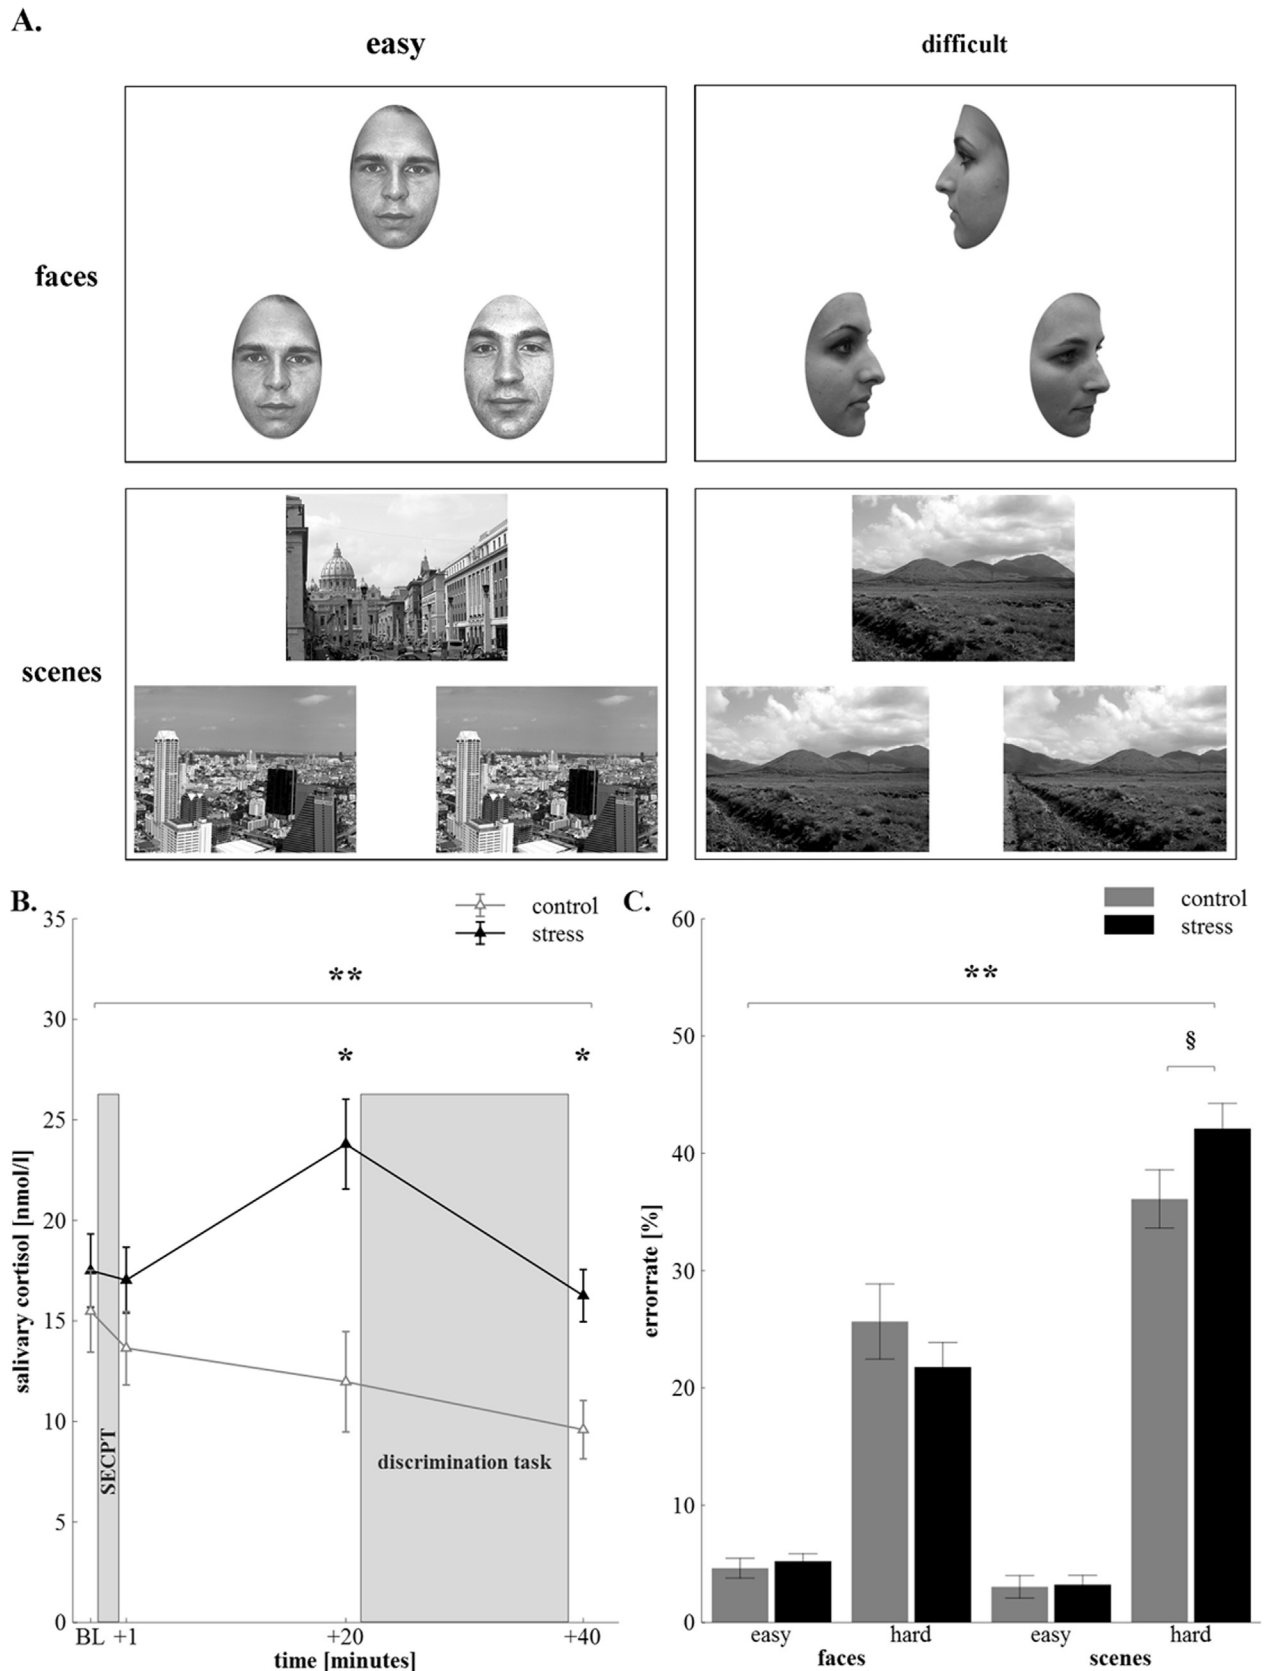 A.
easy
difficult
faces
scenes
B.
control
stress
**
*
*
35
30
25
20
15
10
5
0
salivary cortisol [nmol/l]
SECPT
discrimination task
BL +1 +20 +40
time [minutes]
C.
control
stress
**
§
60
50
40
30
20
10
0
errorrate [%]
easy hard easy hard
faces scenes